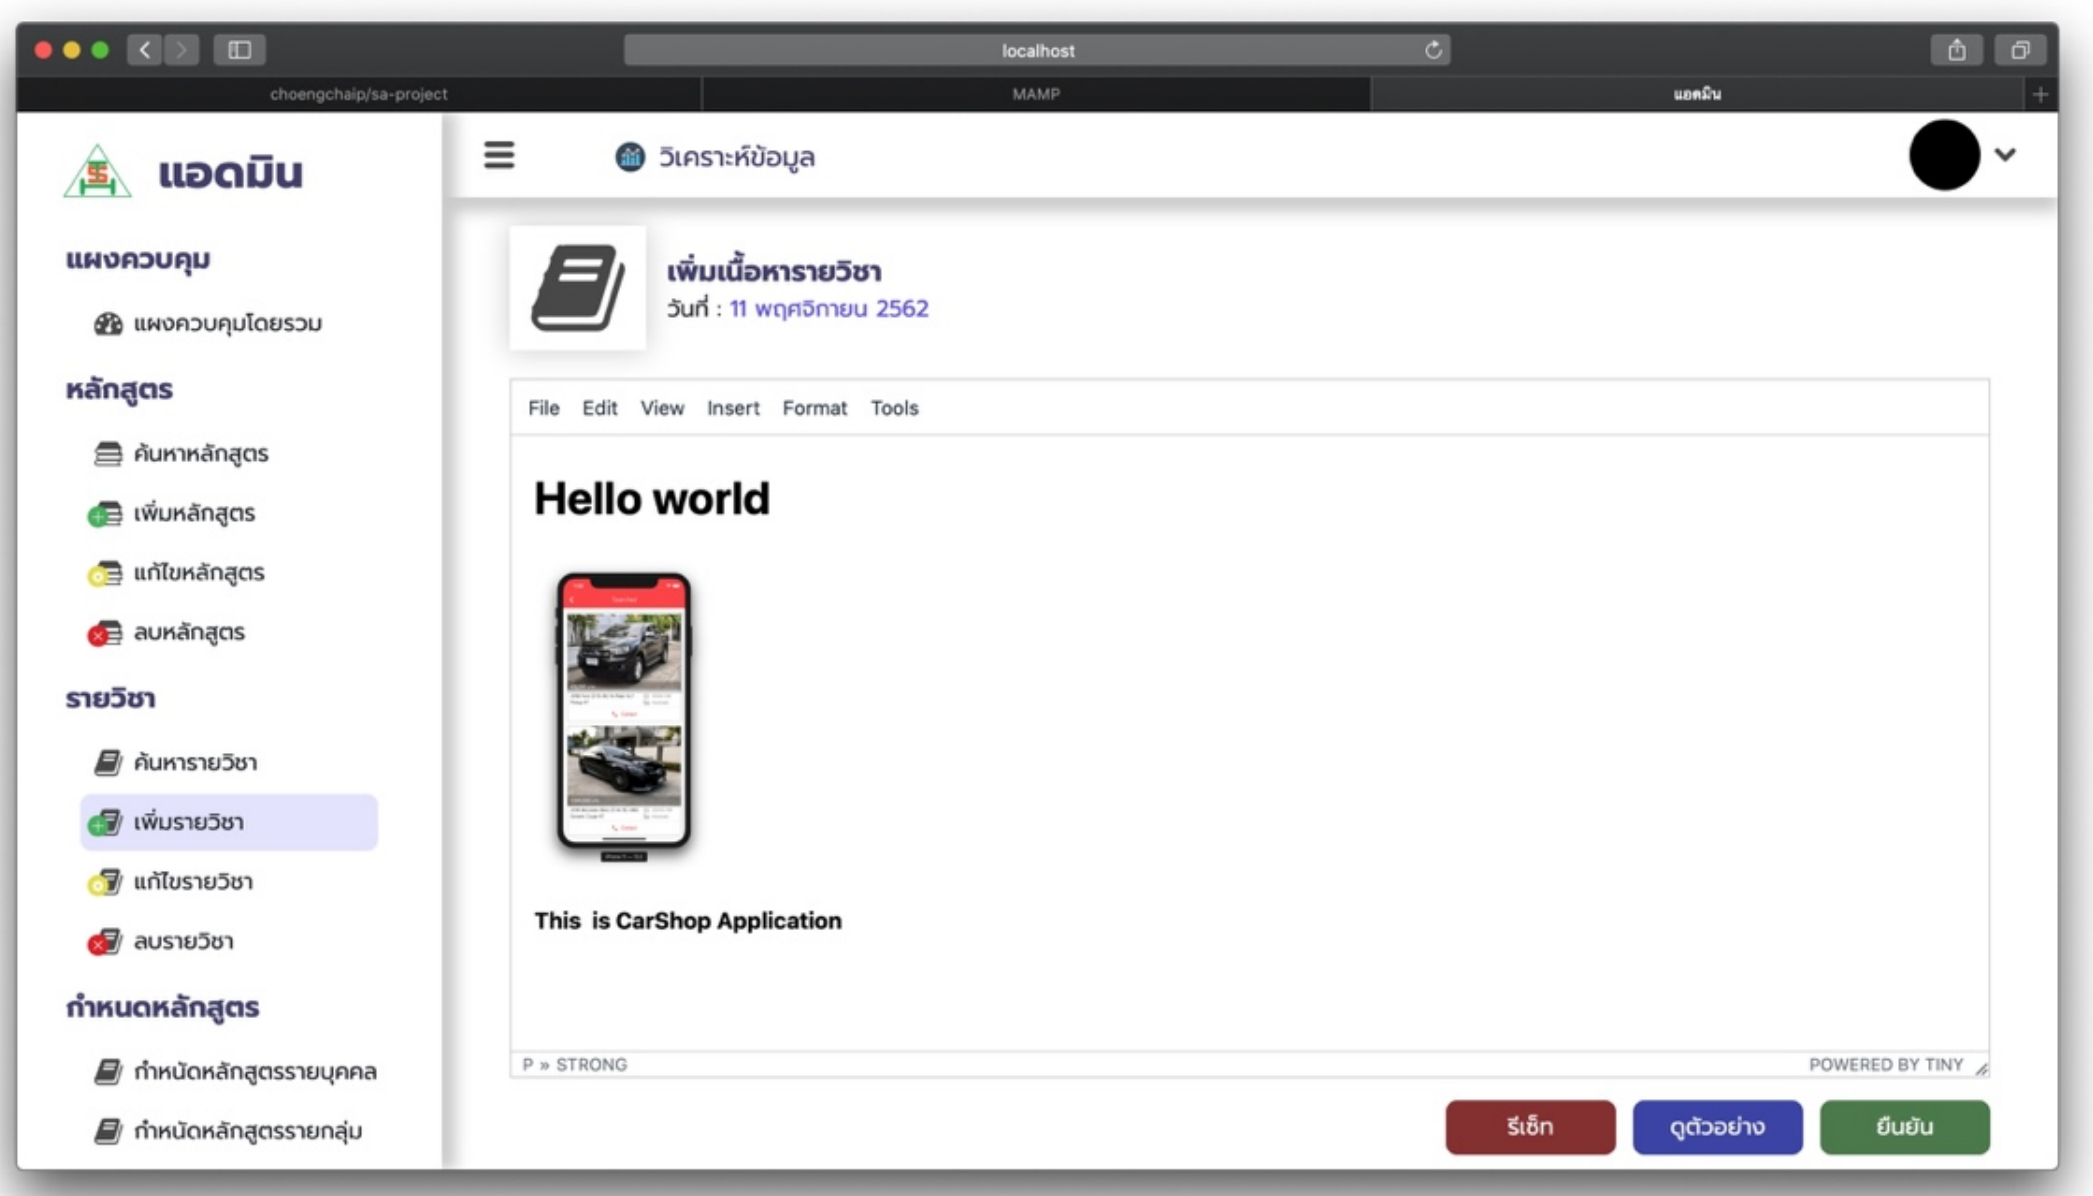 localhost
choengchaip/sa-project
MAMP
แอดมิน
แอดมิน
วิเคราะห์ข้อมูล
แผงควบคุม
แผงควบคุมโดยรวม
หลักสูตร
ค้นหาหลักสูตร
เพิ่มหลักสูตร
แก้ไขหลักสูตร
ลบหลักสูตร
รายวิชา
ค้นหารายวิชา
เพิ่มรายวิชา
แก้ไขรายวิชา
ลบรายวิชา
กำหนดหลักสูตร
กำหนัดหลักสูตรรายบุคคล
กำหนัดหลักสูตรรายกลุ่ม
เพิ่มเนื้อหารายวิชา
วันที่ : 11 พฤศจิกายน 2562
File Edit View Insert Format Tools
Hello world
This is CarShop Application
P » STRONG
POWERED BY TINY
รีเซ็ท
ดูตัวอย่าง
ยืนยัน